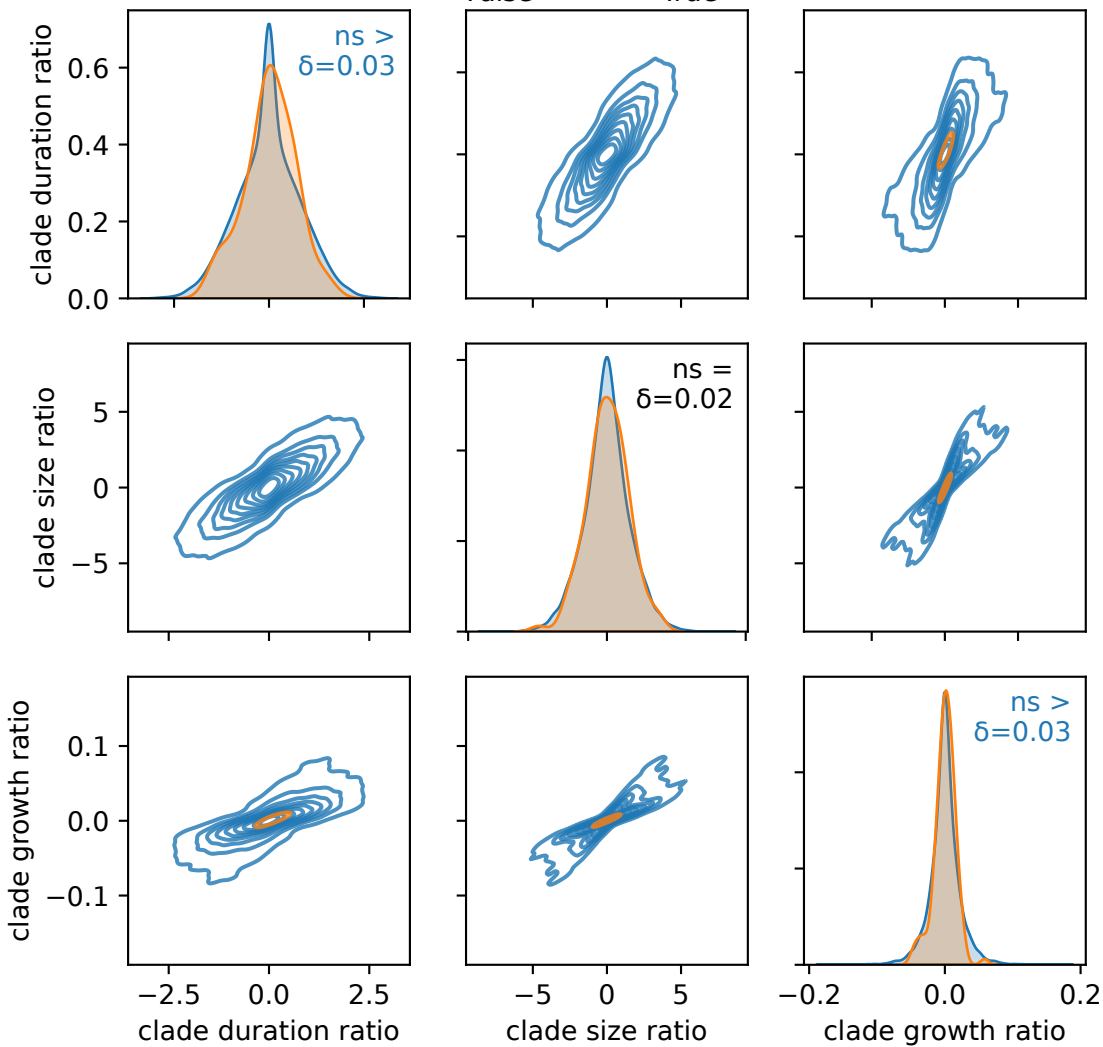 ns >
δ=0.03
clade duration ratio
0.6
0.4
0.2
0.0
ns =
δ=0.02
clade size ratio
5
0
−5
ns >
δ=0.03
clade growth ratio
0.1
0.0
−0.1
−2.5 0.0 2.5
−5 0 5
−0.2 0.0 0.2
clade duration ratio
clade size ratio
clade growth ratio